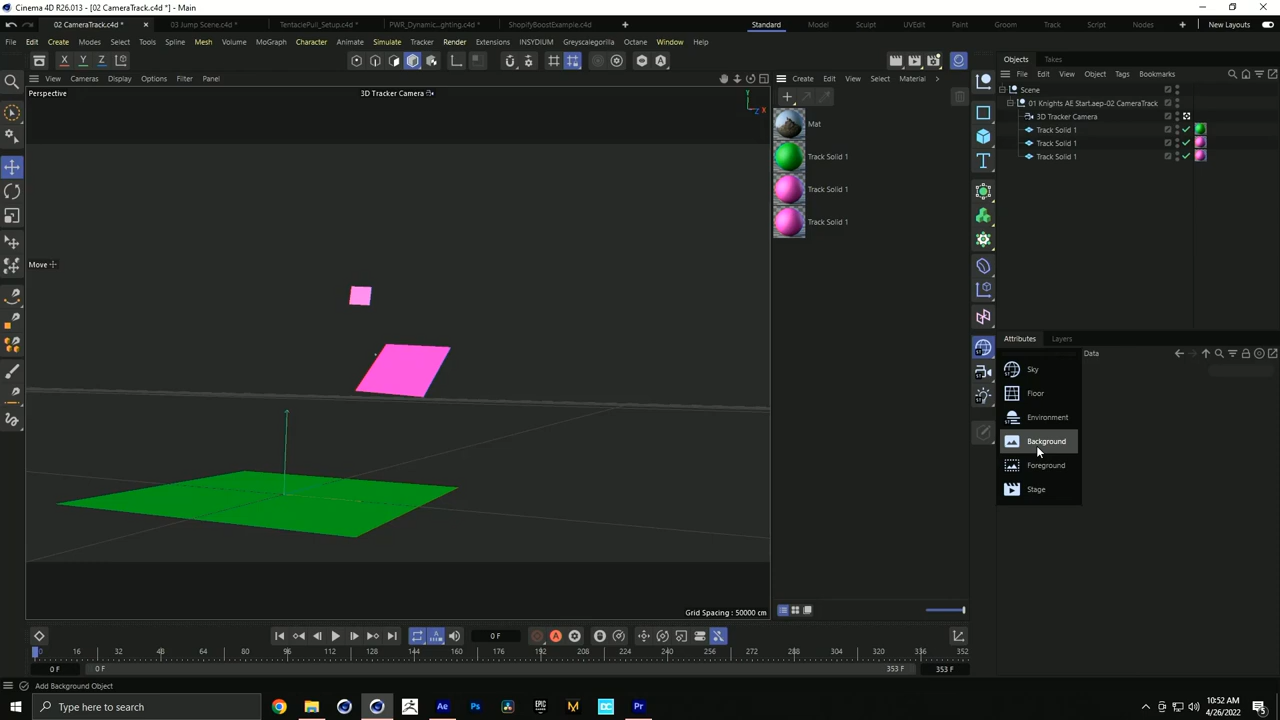 Cinema 4D R26.013 - [02 CameraTrack.c4d *] - Main
02 CameraTrack.c4d *
03 Jump Scene.c4d *
TentaclePull_Setup.c4d *
PWR_Dynamic...ghting.c4d *
ShopifyBoostExample.c4d
Standard
Model
Sculpt
UVEdit
Paint
Groom
Track
Script
Nodes
New Layouts
File Edit Create Modes Select Tools Spline Mesh Volume MoGraph Character Animate Simulate Tracker Render Extensions INSYDIUM Greyscalegorilla Octane Window Help
X Y Z
Objects Takes
View Cameras Display Options Filter Panel
Create Edit View Select Material
File Edit View Object Tags Bookmarks
Perspective
3D Tracker Camera
Y
Z X
Scene
01 Knights AE Start.aep-02 CameraTrack
3D Tracker Camera
Track Solid 1
Track Solid 1
Track Solid 1
Mat
Track Solid 1
Track Solid 1
Track Solid 1
Move
Attributes Layers
Data
Sky
Floor
Environment
Background
Foreground
Stage
Grid Spacing : 50000 cm
0 F
0 16 32 48 64 80 96 112 128 144 160 176 192 208 224 240 256 272 288 304 320 336 352
0 F
0 F
353 F
353 F
Add Background Object
Type here to search
10:52 AM
4/26/2022